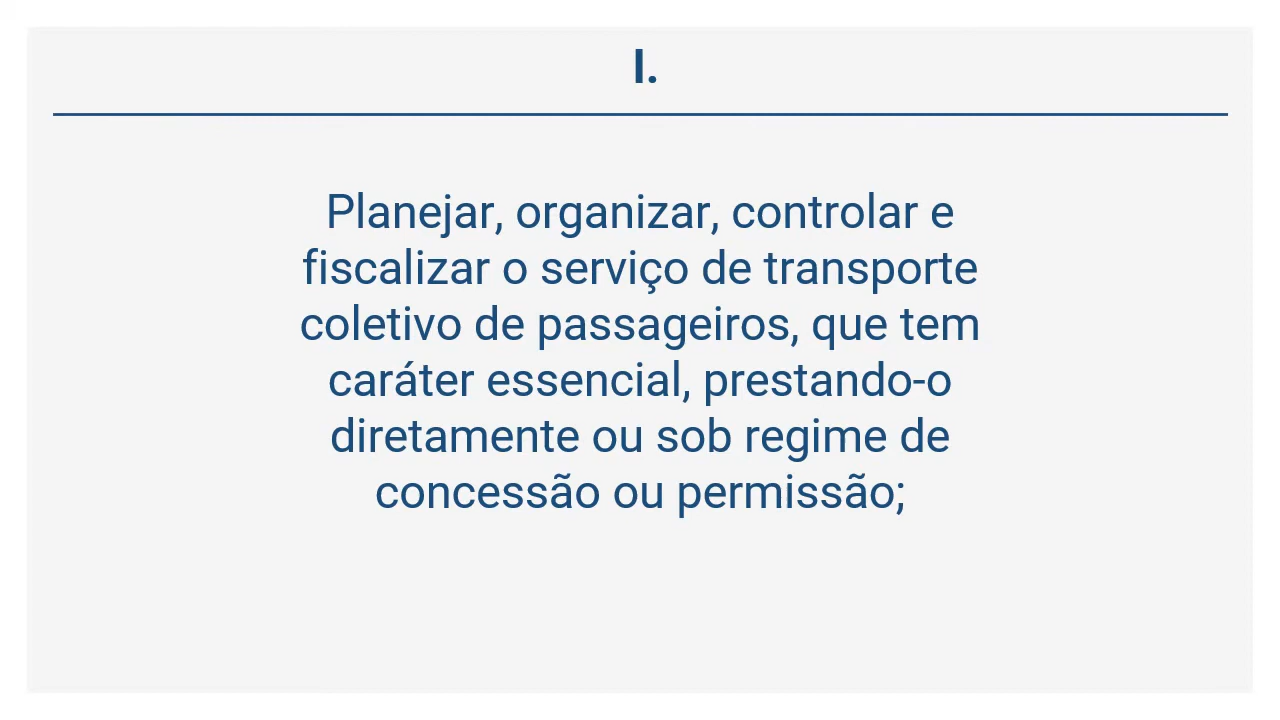 I.
Planejar, organizar, controlar e
fiscalizar o serviço de transporte
coletivo de passageiros, que tem
caráter essencial, prestando-o
diretamente ou sob regime de
concessão ou permissão;